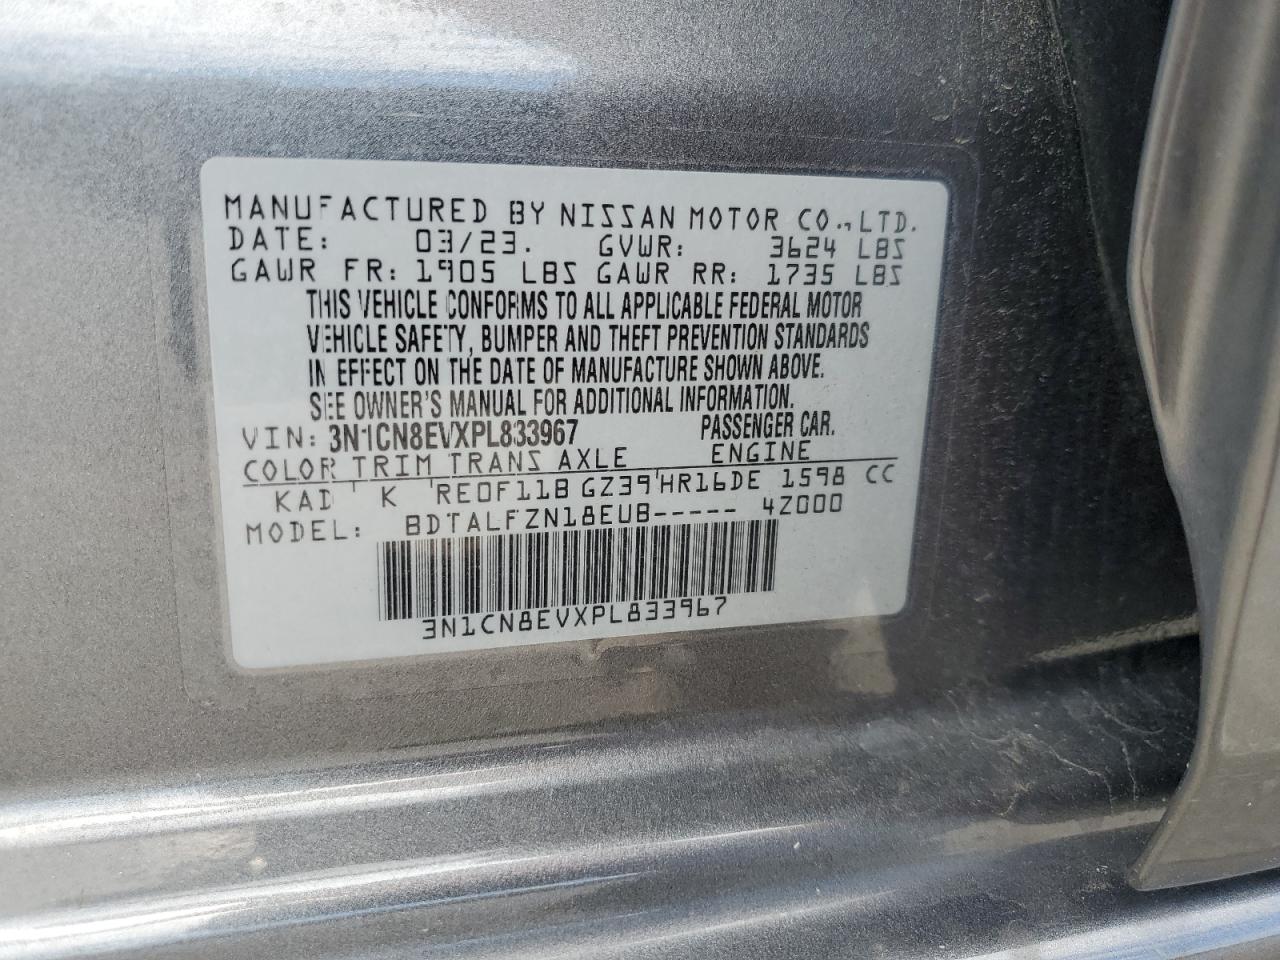 MANUFACTURED BY NISSAN MOTOR CO., LTD.
DATE: 03/23. GVWR: 3624 LBS
GAWR FR: 1905 LBS GAWR RR: 1735 LBS
THIS VEHICLE CONFORMS TO ALL APPLICABLE FEDERAL MOTOR
VEHICLE SAFETY, BUMPER AND THEFT PREVENTION STANDARDS
IN EFFECT ON THE DATE OF MANUFACTURE SHOWN ABOVE.
SEE OWNER'S MANUAL FOR ADDITIONAL INFORMATION.
VIN: 3N1CN8EVXPL833967 PASSENGER CAR.
COLOR TRIM TRANS AXLE ENGINE
KAD K RE0F11B GZ39 HR16DE 1598 CC
MODEL: BDTALFZN18EUB----- 4Z000
3N1CN8EVXPL833967